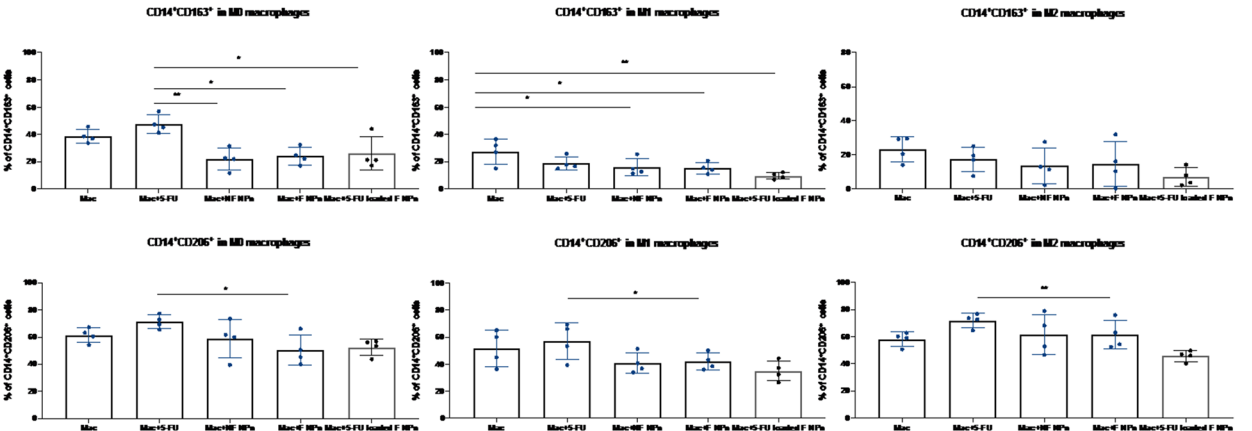 CD14⁺CD163⁺ in M0 macrophages
% of CD14⁺CD163⁺ cells
100
80
60
40
20
0
*
*
**
Mac Mac+5-FU Mac+NF NPs Mac+F NPs Mac+5-FU loaded F NPs
CD14⁺CD163⁺ in M1 macrophages
% of CD14⁺CD163⁺ cells
100
80
60
40
20
0
**
*
*
Mac Mac+5-FU Mac+NF NPs Mac+F NPs Mac+5-FU loaded F NPs
CD14⁺CD163⁺ in M2 macrophages
% of CD14⁺CD163⁺ cells
80
60
40
20
0
Mac Mac+5-FU Mac+NF NPs Mac+F NPs Mac+5-FU loaded F NPs
CD14⁺CD206⁺ in M0 macrophages
% of CD14⁺CD206⁺ cells
100
80
60
40
20
0
*
Mac Mac+5-FU Mac+NF NPs Mac+F NPs Mac+5-FU loaded F NPs
CD14⁺CD206⁺ in M1 macrophages
% of CD14⁺CD206⁺ cells
100
80
60
40
20
0
*
Mac Mac+5-FU Mac+NF NPs Mac+F NPs Mac+5-FU loaded F NPs
CD14⁺CD206⁺ in M2 macrophages
% of CD14⁺CD206⁺ cells
100
80
60
40
20
0
**
Mac Mac+5-FU Mac+NF NPs Mac+F NPs Mac+5-FU loaded F NPs